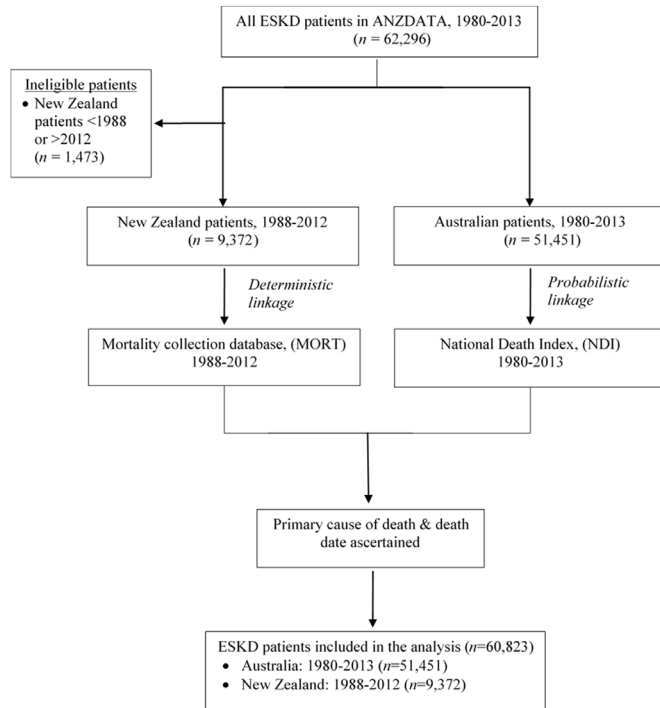 All ESKD patients in ANZDATA, 1980-2013
(n = 62,296)
Ineligible patients
• New Zealand
patients <1988
or >2012
(n = 1,473)
New Zealand patients, 1988-2012
(n = 9,372)
Australian patients, 1980-2013
(n = 51,451)
Deterministic
linkage
Probabilistic
linkage
Mortality collection database, (MORT)
1988-2012
National Death Index, (NDI)
1980-2013
Primary cause of death & death
date ascertained
ESKD patients included in the analysis (n=60,823)
• Australia: 1980-2013 (n=51,451)
• New Zealand: 1988-2012 (n=9,372)